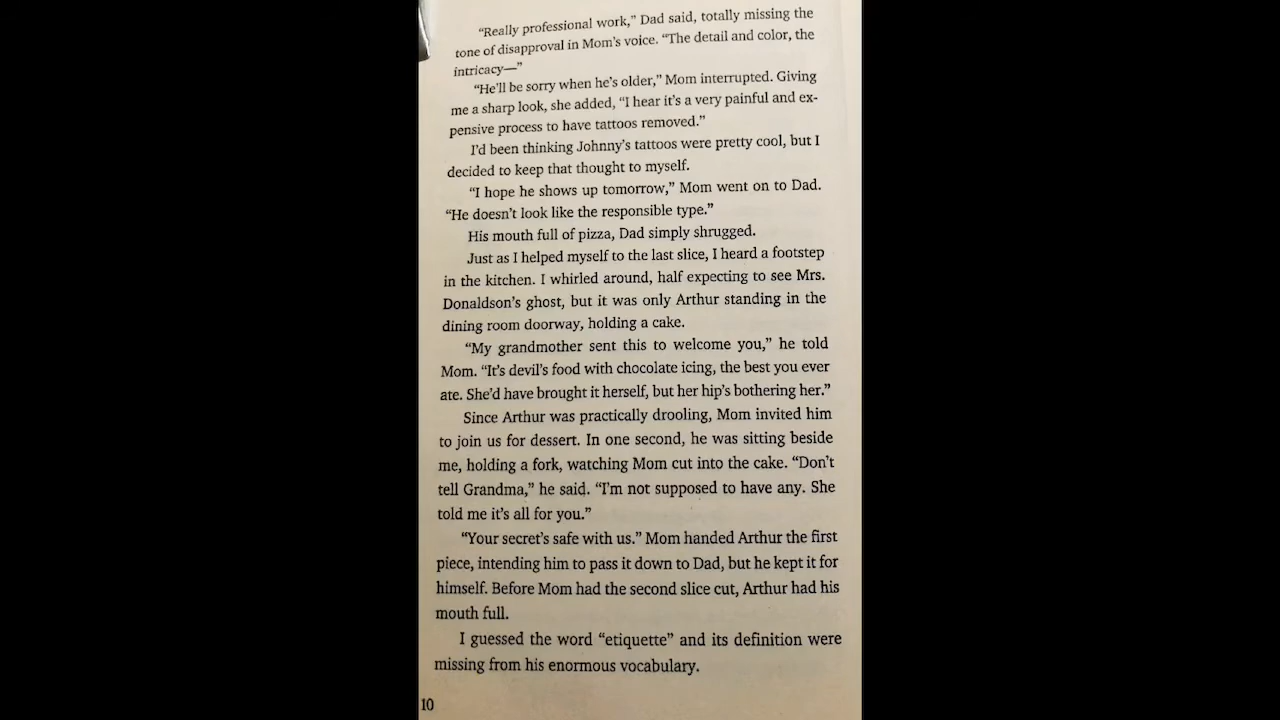 “Really professional work,” Dad said, totally missing the
tone of disapproval in Mom’s voice. “The detail and color, the
intricacy—”
“He’ll be sorry when he’s older,” Mom interrupted. Giving
me a sharp look, she added, “I hear it’s a very painful and ex-
pensive process to have tattoos removed.”
I’d been thinking Johnny’s tattoos were pretty cool, but I
decided to keep that thought to myself.
“I hope he shows up tomorrow,” Mom went on to Dad.
“He doesn’t look like the responsible type.”
His mouth full of pizza, Dad simply shrugged.
Just as I helped myself to the last slice, I heard a footstep
in the kitchen. I whirled around, half expecting to see Mrs.
Donaldson’s ghost, but it was only Arthur standing in the
dining room doorway, holding a cake.
“My grandmother sent this to welcome you,” he told
Mom. “It’s devil’s food with chocolate icing, the best you ever
ate. She’d have brought it herself, but her hip’s bothering her.”
Since Arthur was practically drooling, Mom invited him
to join us for dessert. In one second, he was sitting beside
me, holding a fork, watching Mom cut into the cake. “Don’t
tell Grandma,” he said. “I’m not supposed to have any. She
told me it’s all for you.”
“Your secret’s safe with us.” Mom handed Arthur the first
piece, intending him to pass it down to Dad, but he kept it for
himself. Before Mom had the second slice cut, Arthur had his
mouth full.
I guessed the word “etiquette” and its definition were
missing from his enormous vocabulary.
10